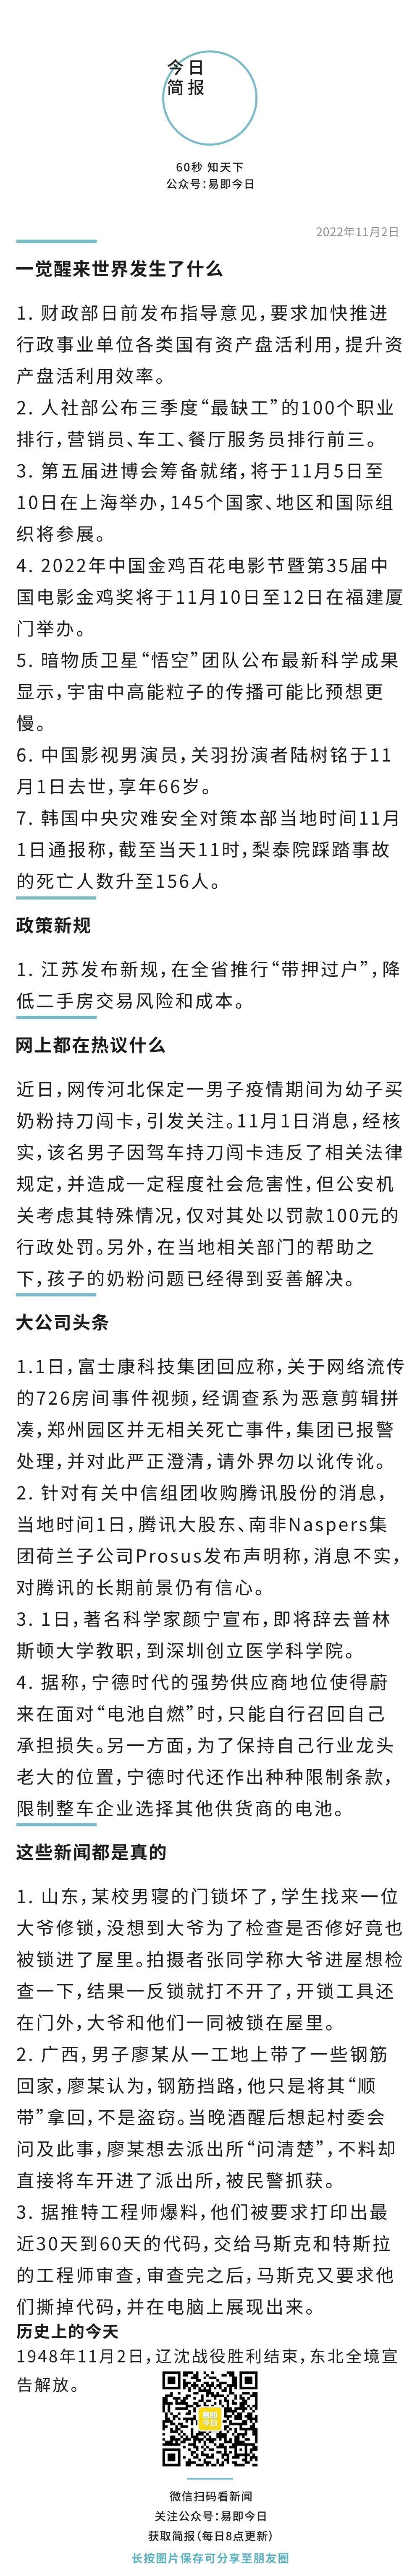 今日
简报
60秒 知天下
公众号：易即今日
2022年11月2日
一觉醒来世界发生了什么
1. 财政部日前发布指导意见，要求加快推进
行政事业单位各类国有资产盘活利用，提升资
产盘活利用效率。
2. 人社部公布三季度“最缺工”的100个职业
排行，营销员、车工、餐厅服务员排行前三。
3. 第五届进博会筹备就绪，将于11月5日至
10日在上海举办，145个国家、地区和国际组
织将参展。
4. 2022年中国金鸡百花电影节暨第35届中
国电影金鸡奖将于11月10日至12日在福建厦
门举办。
5. 暗物质卫星“悟空”团队公布最新科学成果
显示，宇宙中高能粒子的传播可能比预想更
慢。
6. 中国影视男演员，关羽扮演者陆树铭于11
月1日去世，享年66岁。
7. 韩国中央灾难安全对策本部当地时间11月
1日通报称，截至当天11时，梨泰院踩踏事故
的死亡人数升至156人。
政策新规
1. 江苏发布新规，在全省推行“带押过户”，降
低二手房交易风险和成本。
网上都在热议什么
近日，网传河北保定一男子疫情期间为幼子买
奶粉持刀闯卡，引发关注。11月1日消息，经核
实，该名男子因驾车持刀闯卡违反了相关法律
规定，并造成一定程度社会危害性，但公安机
关考虑其特殊情况，仅对其处以罚款100元的
行政处罚。另外，在当地相关部门的帮助之
下，孩子的奶粉问题已经得到妥善解决。
大公司头条
1.1日，富士康科技集团回应称，关于网络流传
的726房间事件视频，经调查系为恶意剪辑拼
凑，郑州园区并无相关死亡事件，集团已报警
处理，并对此严正澄清，请外界勿以讹传讹。
2. 针对有关中信组团收购腾讯股份的消息，
当地时间1日，腾讯大股东、南非Naspers集
团荷兰子公司Prosus发布声明称，消息不实，
对腾讯的长期前景仍有信心。
3. 1日，著名科学家颜宁宣布，即将辞去普林
斯顿大学教职，到深圳创立医学科学院。
4. 据称，宁德时代的强势供应商地位使得蔚
来在面对“电池自燃”时，只能自行召回自己
承担损失。另一方面，为了保持自己行业龙头
老大的位置，宁德时代还作出种种限制条款，
限制整车企业选择其他供货商的电池。
这些新闻都是真的
1. 山东，某校男寝的门锁坏了，学生找来一位
大爷修锁，没想到大爷为了检查是否修好竟也
被锁进了屋里。拍摄者张同学称大爷进屋想检
查一下，结果一反锁就打不开了，开锁工具还
在门外，大爷和他们一同被锁在屋里。
2. 广西，男子廖某从一工地上带了一些钢筋
回家，廖某认为，钢筋挡路，他只是将其“顺
带”拿回，不是盗窃。当晚酒醒后想起村委会
问及此事，廖某想去派出所“问清楚”，不料却
直接将车开进了派出所，被民警抓获。
3. 据推特工程师爆料，他们被要求打印出最
近30天到60天的代码，交给马斯克和特斯拉
的工程师审查，审查完之后，马斯克又要求他
们撕掉代码，并在电脑上展现出来。
历史上的今天
1948年11月2日，辽沈战役胜利结束，东北全境宣
告解放。
易即
今日
微信扫码看新闻
关注公众号：易即今日
获取简报（每日8点更新）
长按图片保存可分享至朋友圈